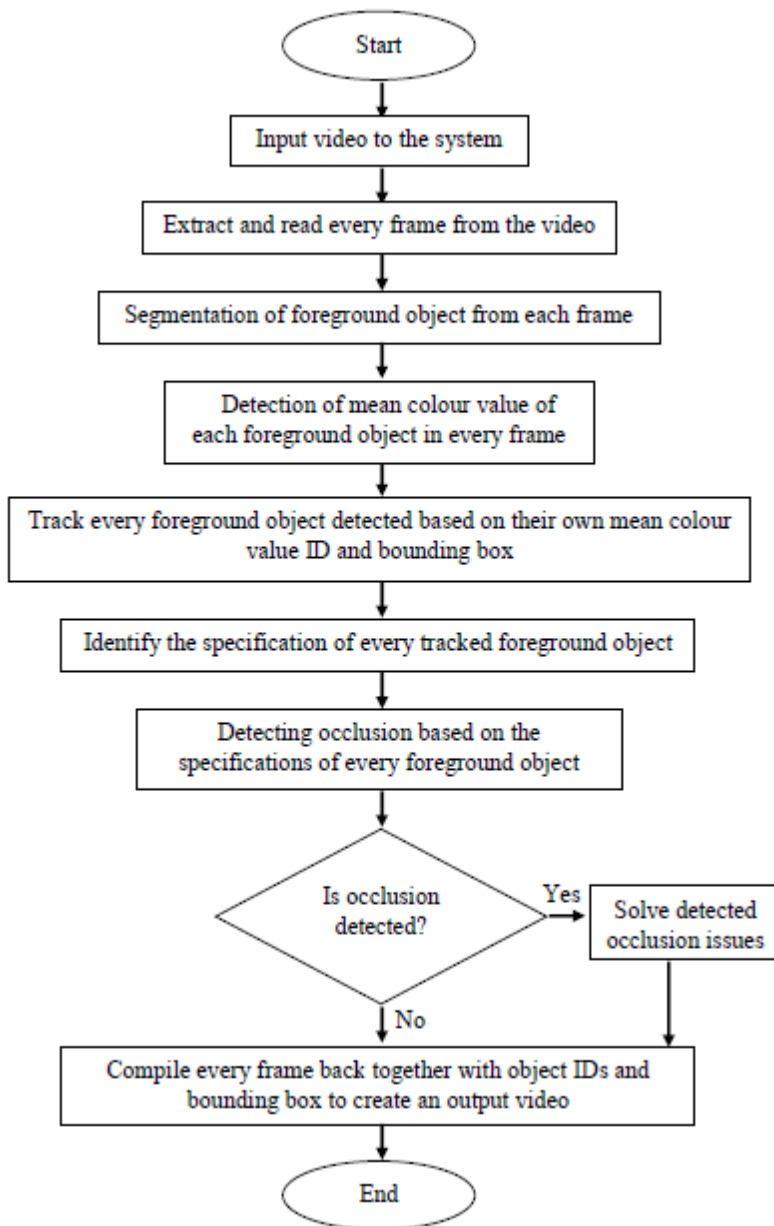 Start
Input video to the system
Extract and read every frame from the video
Segmentation of foreground object from each frame
Detection of mean colour value of
each foreground object in every frame
Track every foreground object detected based on their own mean colour
value ID and bounding box
Identify the specification of every tracked foreground object
Detecting occlusion based on the
specifications of every foreground object
Is occlusion
detected?
Yes
Solve detected
occlusion issues
No
Compile every frame back together with object IDs and
bounding box to create an output video
End